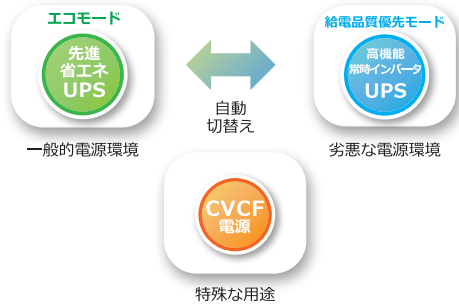 エコモード
先進
省エネ
UPS
一般的電源環境
自動
切替え
給電品質優先モード
高機能
常時インバータ
UPS
劣悪な電源環境
CVCF
電源
特殊な用途